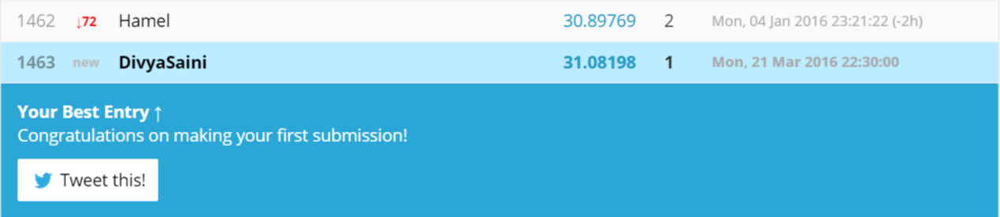 1462 ↓72 Hamel 30.89769 2 Mon, 04 Jan 2016 23:21:22 (-2h)
1463 new DivyaSaini 31.08198 1 Mon, 21 Mar 2016 22:30:00
Your Best Entry ↑
Congratulations on making your first submission!
Tweet this!